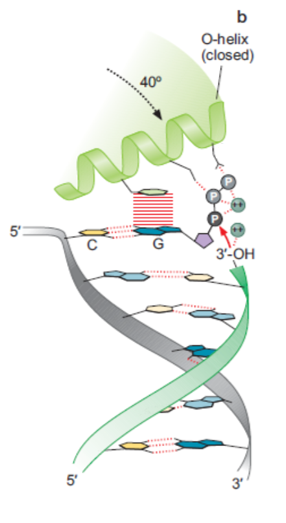 b
O-helix
(closed)
40°
P
P
P
++
++
5′
C
G
3′-OH
5′
3′